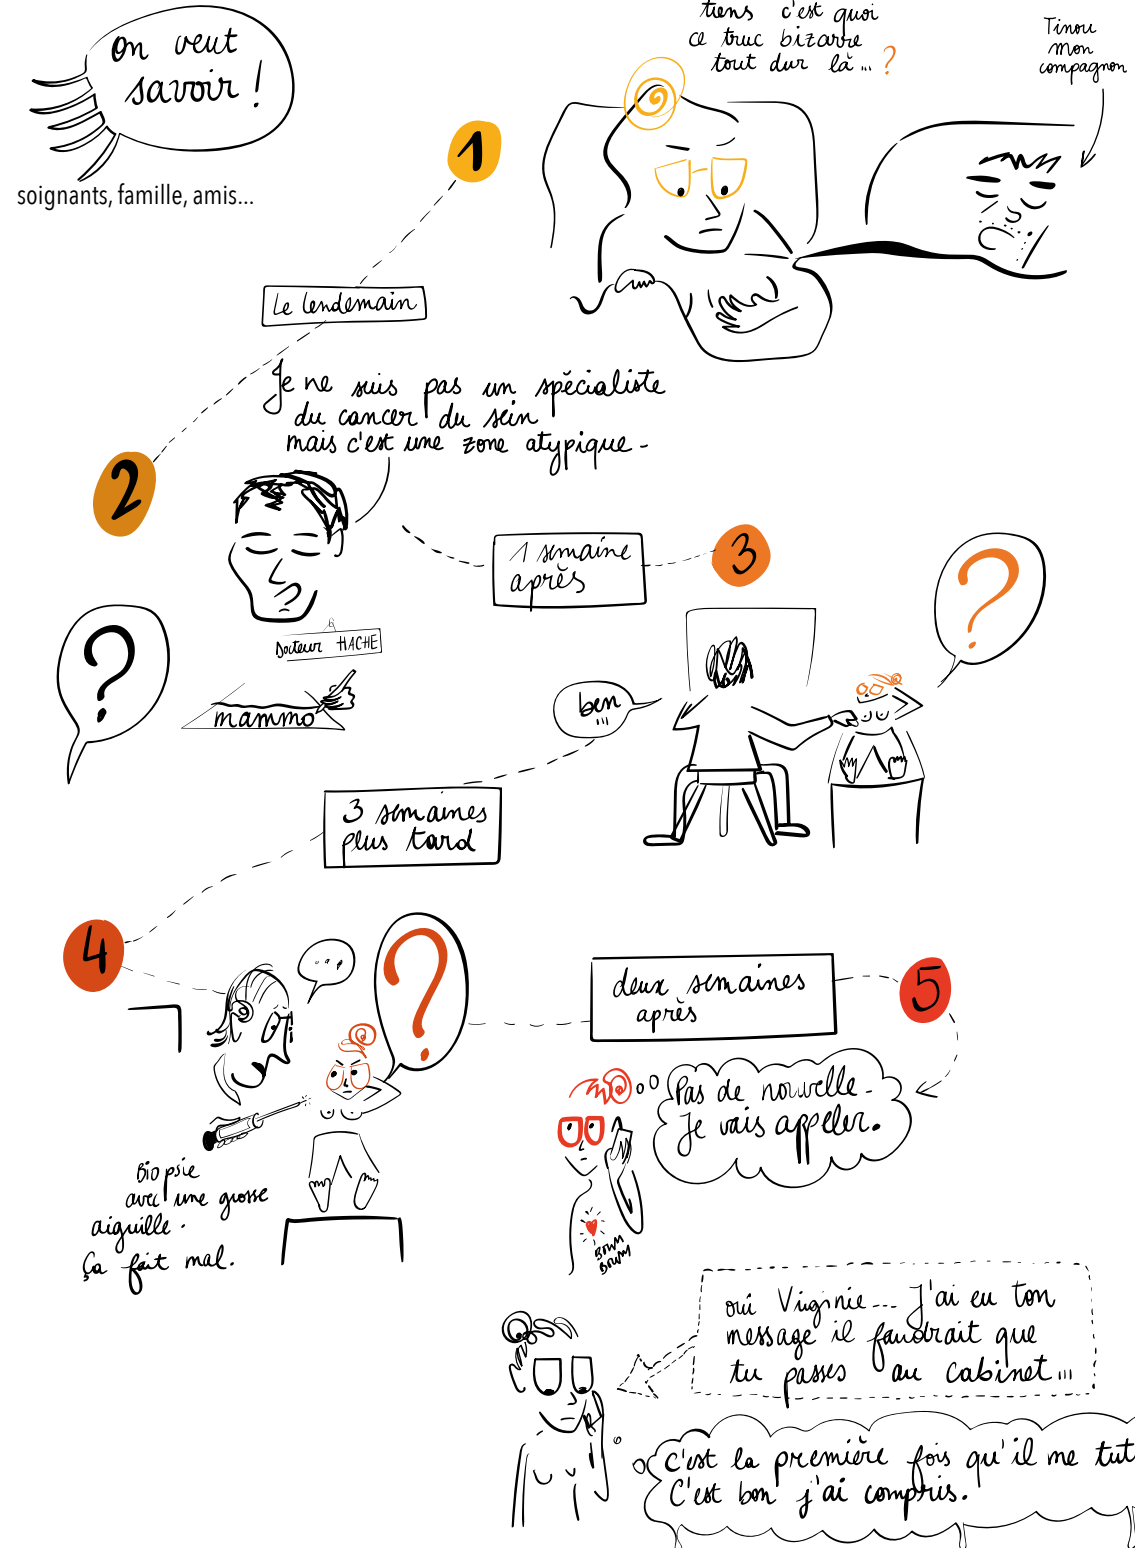 on veut
savoir !
soignants, famille, amis...
1
tiens c'est quoi
ce truc bizarre
tout dur là... ?
Tinou
mon
compagnon
Le lendemain
2
Je ne suis pas un spécialiste
du cancer du sein
mais c'est une zone atypique -
Docteur HACHE
mammo
?
1 semaine
après
3
?
ben
...
3 semaines
plus tard
4
...
?
Biopsie
avec une grosse
aiguille.
Ça fait mal.
deux semaines
après
5
Pas de nouvelle -
Je vais appeler.
BOUM
BOUM
oui Virginie... J'ai eu ton
message il faudrait que
tu passes au cabinet...
C'est la première fois qu'il me tut
C'est bon j'ai compris.